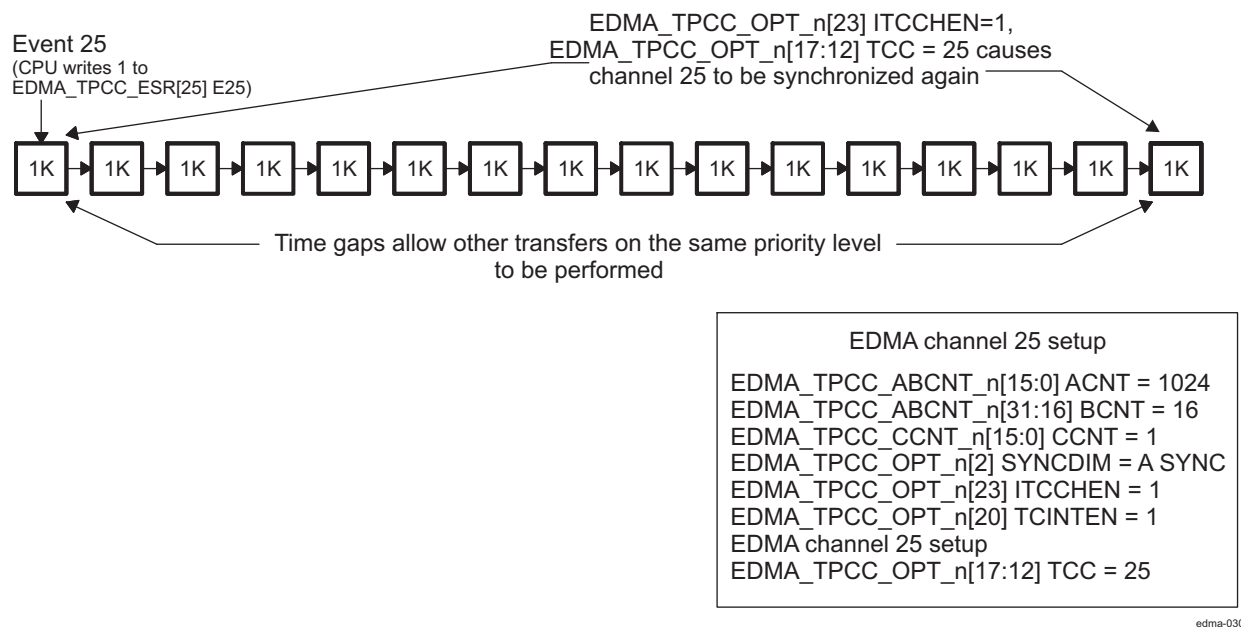 EDMA_TPCC_OPT_n[23] ITCCHEN=1,
EDMA_TPCC_OPT_n[17:12] TCC = 25 causes
channel 25 to be synchronized again
Event 25
(CPU writes 1 to
EDMA_TPCC_ESR[25] E25)
1K 1K 1K 1K 1K 1K 1K 1K 1K 1K 1K 1K 1K 1K 1K 1K
Time gaps allow other transfers on the same priority level
to be performed
EDMA channel 25 setup
EDMA_TPCC_ABCNT_n[15:0] ACNT = 1024
EDMA_TPCC_ABCNT_n[31:16] BCNT = 16
EDMA_TPCC_CCNT_n[15:0] CCNT = 1
EDMA_TPCC_OPT_n[2] SYNCDIM = A SYNC
EDMA_TPCC_OPT_n[23] ITCCHEN = 1
EDMA_TPCC_OPT_n[20] TCINTEN = 1
EDMA channel 25 setup
EDMA_TPCC_OPT_n[17:12] TCC = 25
edma-030